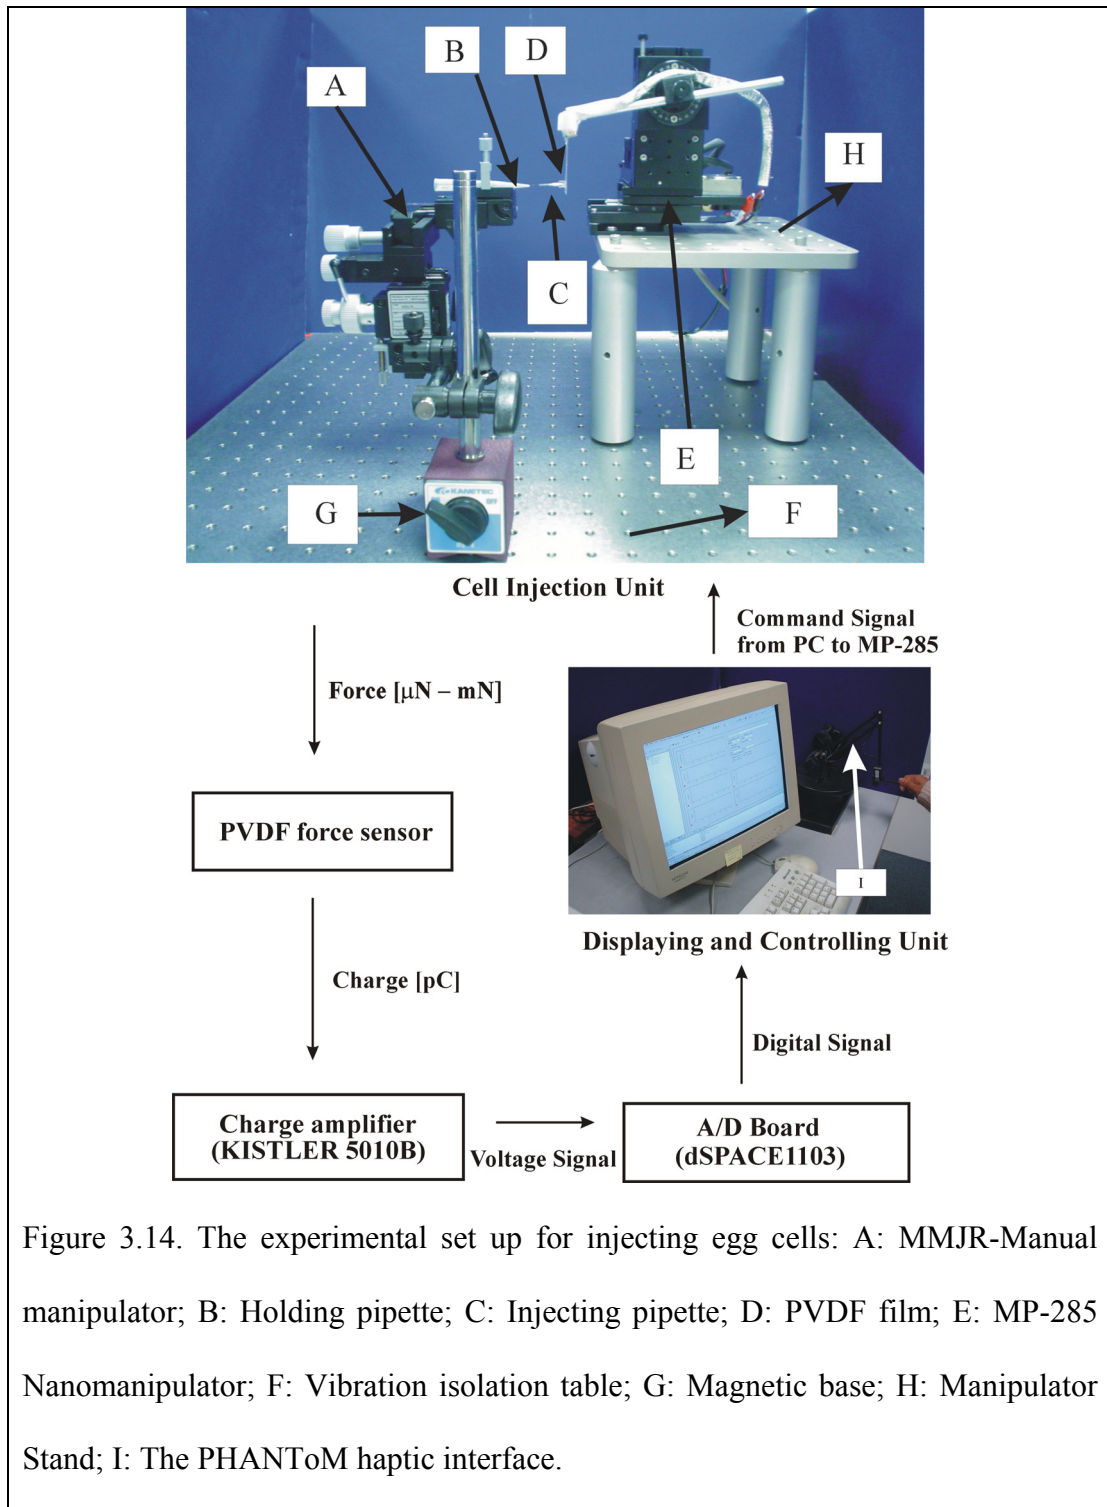 D
B
A
H
C
E
G
F
KANETEC
OFF
Cell Injection Unit
Command Signal
from PC to MP-285
Force [μN – mN]
PVDF force sensor
I
Displaying and Controlling Unit
Charge [pC]
Digital Signal
Charge amplifier
(KISTLER 5010B)
Voltage Signal
A/D Board
(dSPACE1103)
Figure 3.14. The experimental set up for injecting egg cells: A: MMJR-Manual
manipulator; B: Holding pipette; C: Injecting pipette; D: PVDF film; E: MP-285
Nanomanipulator; F: Vibration isolation table; G: Magnetic base; H: Manipulator
Stand; I: The PHANToM haptic interface.